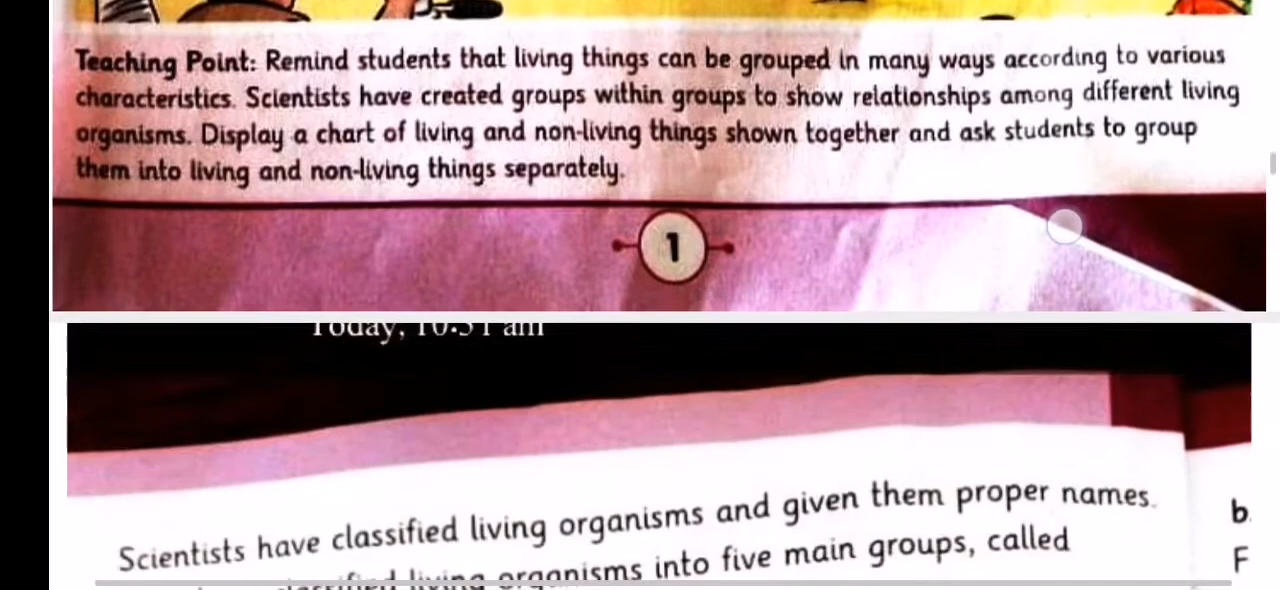 Teaching Point: Remind students that living things can be grouped in many ways according to various
characteristics. Scientists have created groups within groups to show relationships among different living
organisms. Display a chart of living and non-living things shown together and ask students to group
them into living and non-living things separately.
1
Today, 10:51 am
Scientists have classified living organisms and given them proper names.
b.
classified living organisms into five main groups, called
F